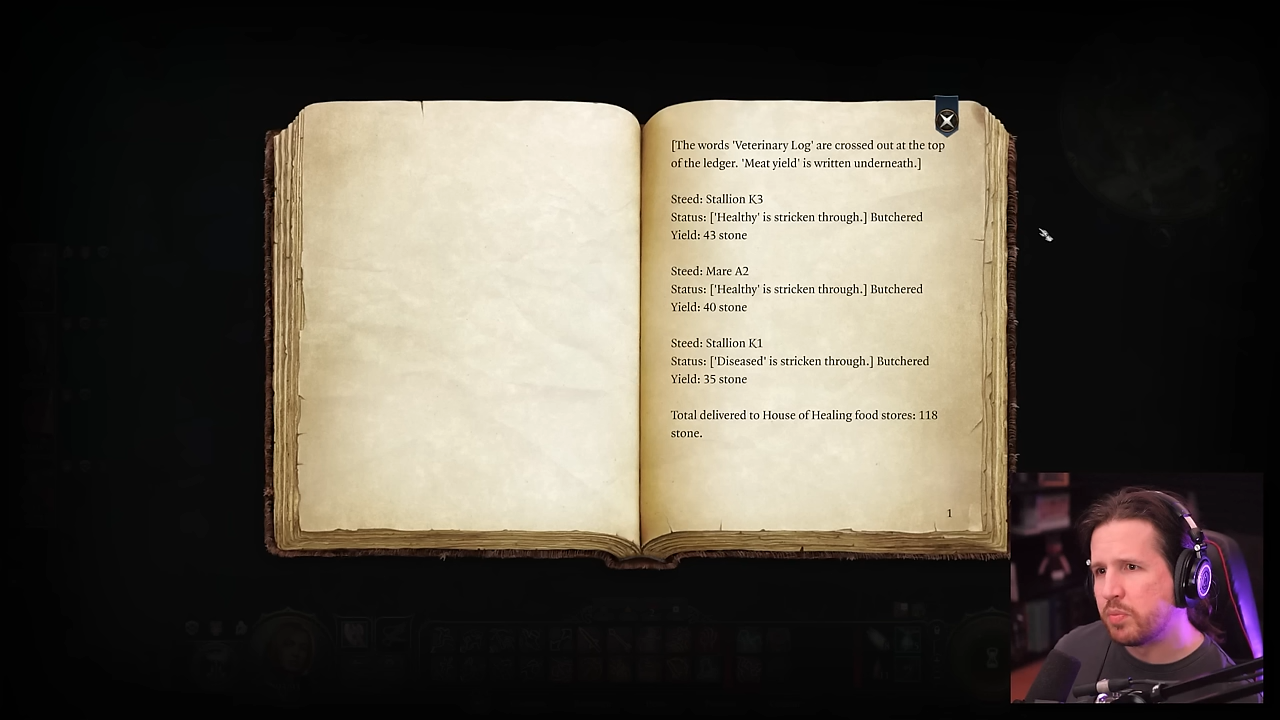 [The words 'Veterinary Log' are crossed out at the top
of the ledger. 'Meat yield' is written underneath.]
Steed: Stallion K3
Status: ['Healthy' is stricken through.] Butchered
Yield: 43 stone
Steed: Mare A2
Status: ['Healthy' is stricken through.] Butchered
Yield: 40 stone
Steed: Stallion K1
Status: ['Diseased' is stricken through.] Butchered
Yield: 35 stone
Total delivered to House of Healing food stores: 118
stone.
1